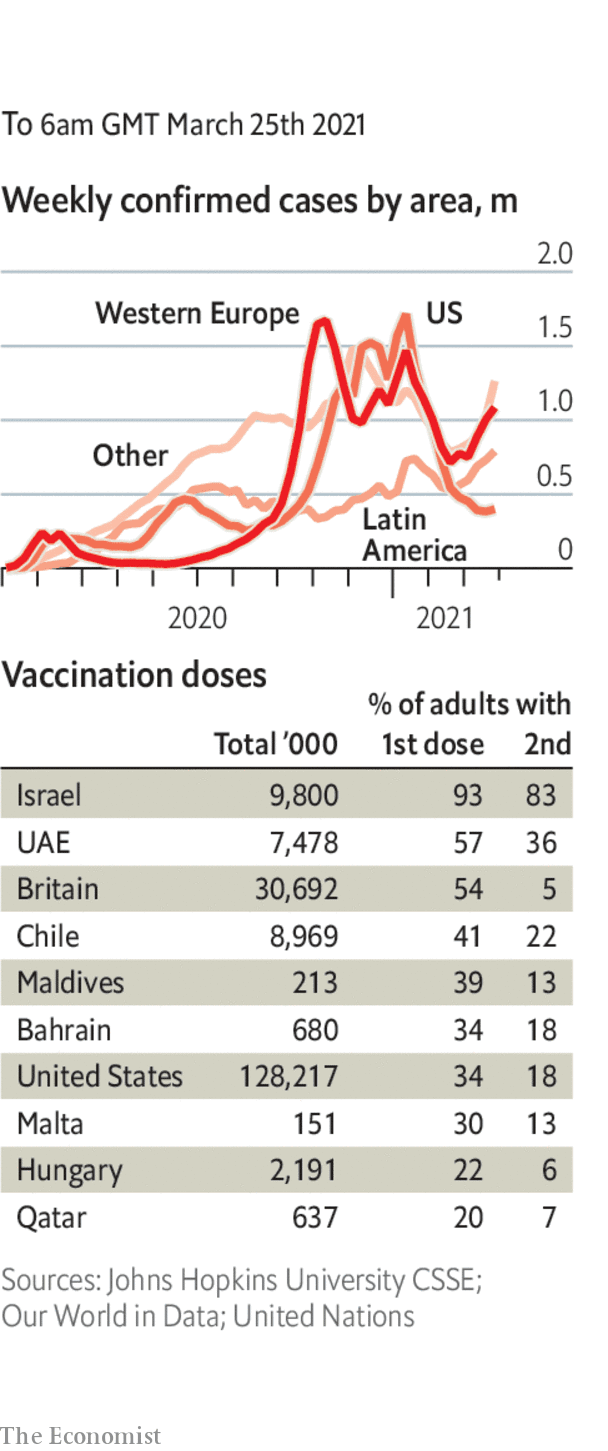 To 6am GMT March 25th 2021
Weekly confirmed cases by area, m
2.0
Western Europe
US
1.5
1.0
Other
0.5
Latin
America
0
2020
2021
Vaccination doses
% of adults with
Total ’000
1st dose
2nd
Israel 9,800 93 83
UAE 7,478 57 36
Britain 30,692 54 5
Chile 8,969 41 22
Maldives 213 39 13
Bahrain 680 34 18
United States 128,217 34 18
Malta 151 30 13
Hungary 2,191 22 6
Qatar 637 20 7
Sources: Johns Hopkins University CSSE;
Our World in Data; United Nations
The Economist